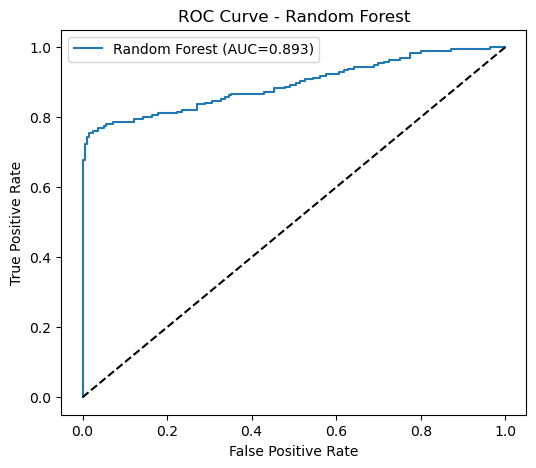 ROC Curve - Random Forest
Random Forest (AUC=0.893)
True Positive Rate
1.0
0.8
0.6
0.4
0.2
0.0
0.0 0.2 0.4 0.6 0.8 1.0
False Positive Rate